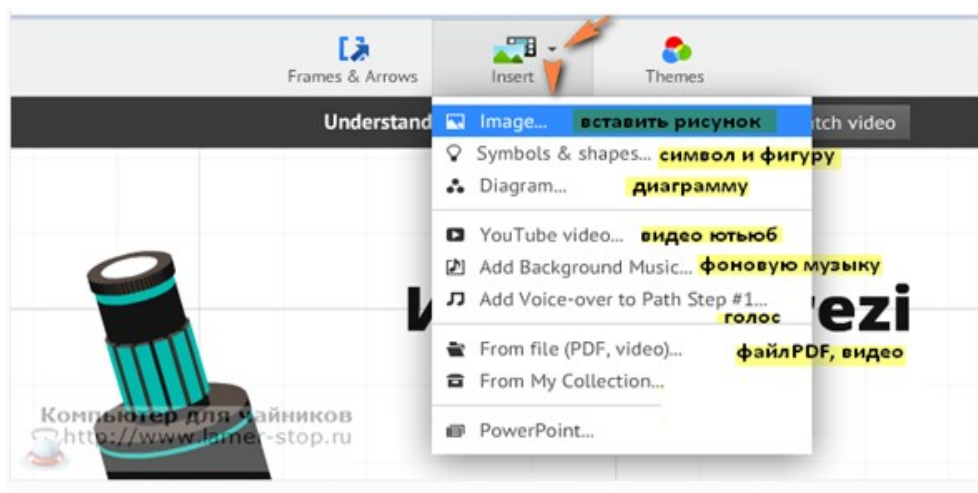 Frames & Arrows
Insert
Themes
Understand
tch video
Image... вставить рисунок
Symbols & shapes... символ и фигуру
Diagram... диаграмму
YouTube video... видео ютьюб
Add Background Music... фоновую музыку
Add Voice-over to Path Step #1...
голос
И
ezi
From file (PDF, video)... файлPDF, видео
From My Collection...
PowerPoint...
Компьютер для чайников
http://www.lamer-stop.ru